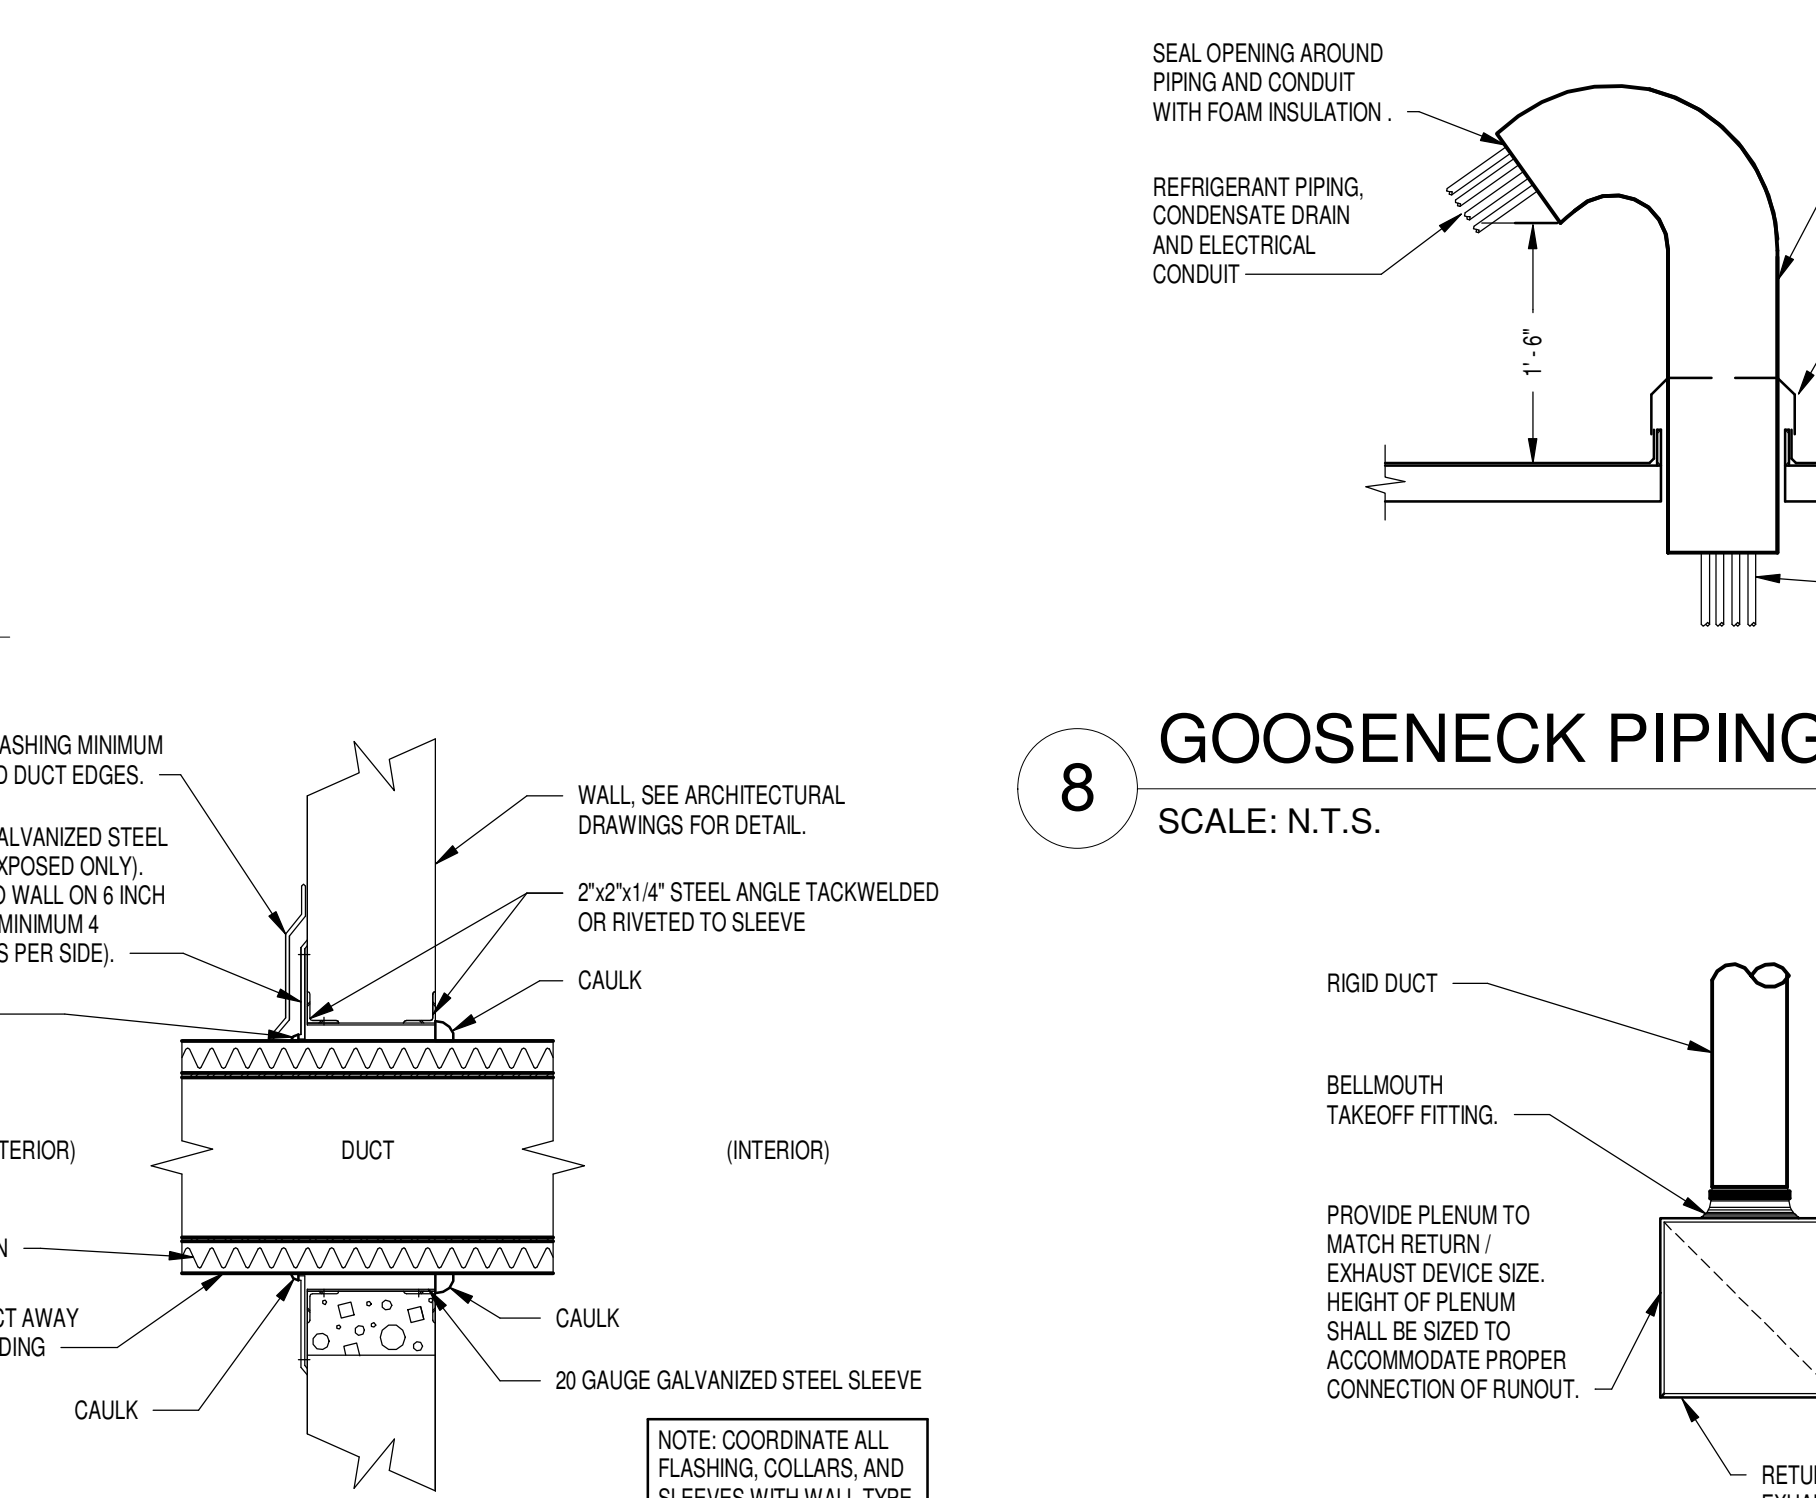 SEAL OPENING AROUND
PIPING AND CONDUIT
WITH FOAM INSULATION .
REFRIGERANT PIPING,
CONDENSATE DRAIN
AND ELECTRICAL
CONDUIT
1' - 6"
8
GOOSENECK PIPING
SCALE: N.T.S.
ASHING MINIMUM
DUCT EDGES.
ALVANIZED STEEL
XPOSED ONLY).
WALL ON 6 INCH
MINIMUM 4
S PER SIDE).
TERIOR)
N
CT AWAY
DING
CAULK
WALL, SEE ARCHITECTURAL
DRAWINGS FOR DETAIL.
2"x2"x1/4" STEEL ANGLE TACKWELDED
OR RIVETED TO SLEEVE
CAULK
DUCT
(INTERIOR)
CAULK
20 GAUGE GALVANIZED STEEL SLEEVE
NOTE: COORDINATE ALL
FLASHING, COLLARS, AND
SLEEVES WITH WALL TYPE
RIGID DUCT
BELLMOUTH
TAKEOFF FITTING.
PROVIDE PLENUM TO
MATCH RETURN /
EXHAUST DEVICE SIZE.
HEIGHT OF PLENUM
SHALL BE SIZED TO
ACCOMMODATE PROPER
CONNECTION OF RUNOUT.
RETU